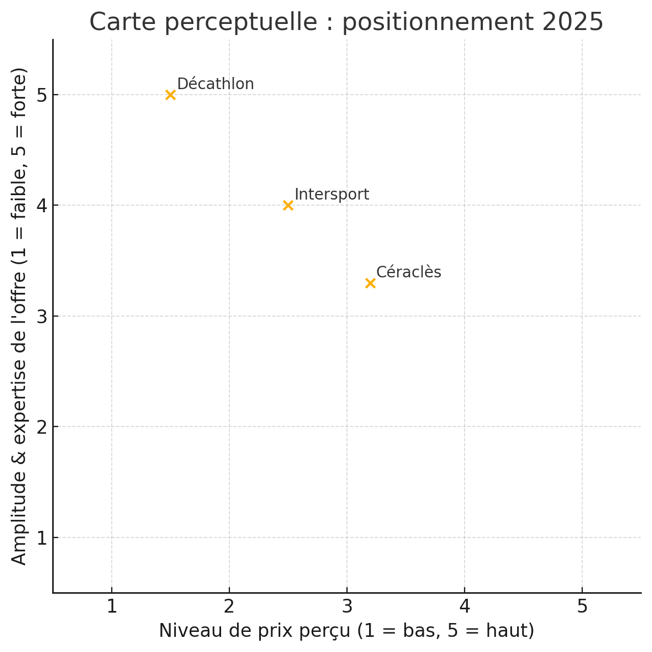 Carte perceptuelle : positionnement 2025
Amplitude & expertise de l'offre (1 = faible, 5 = forte)
5
4
3
2
1
Décathlon
Intersport
Céraclès
1 2 3 4 5
Niveau de prix perçu (1 = bas, 5 = haut)